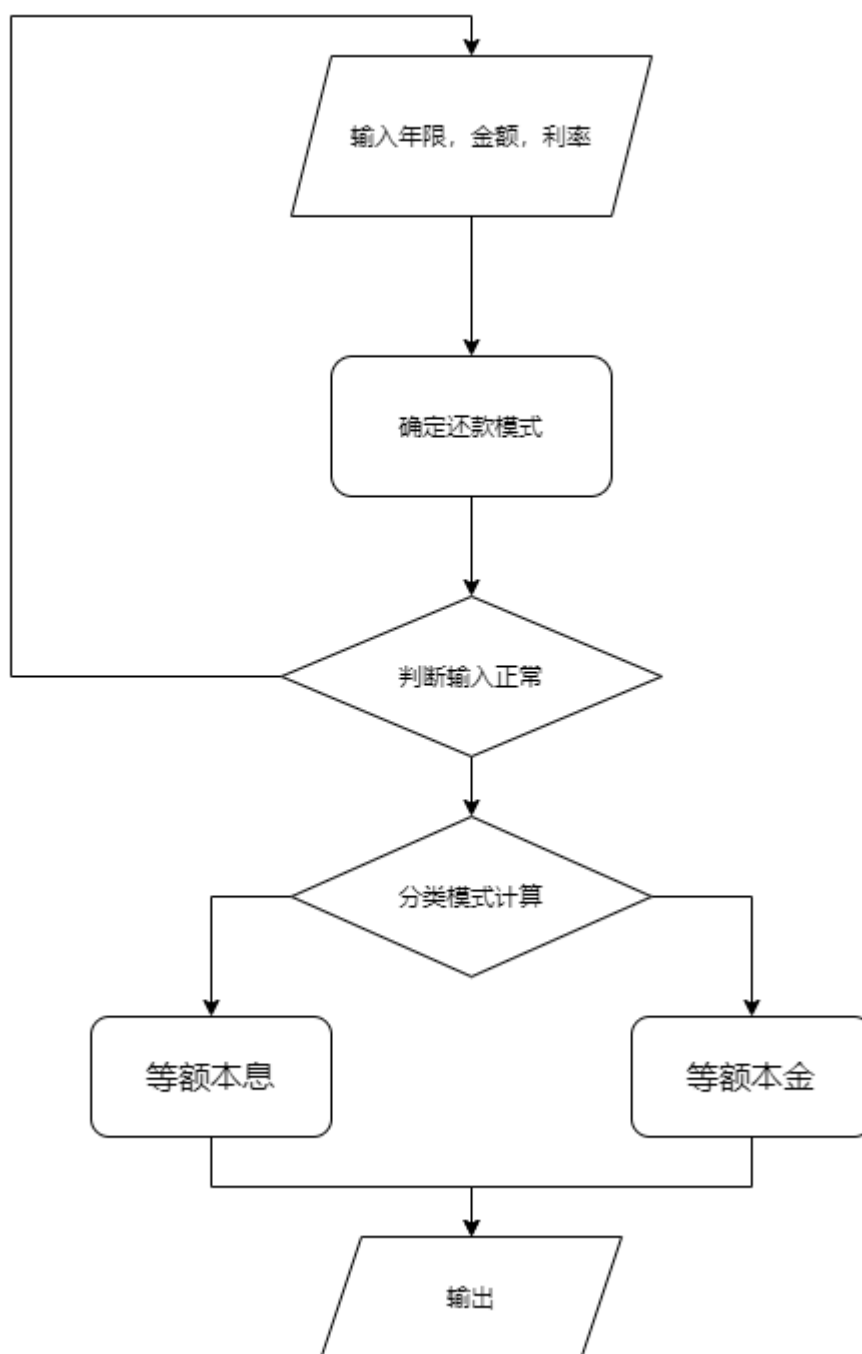 输入年限，金额，利率
确定还款模式
判断输入正常
分类模式计算
等额本息
等额本金
输出